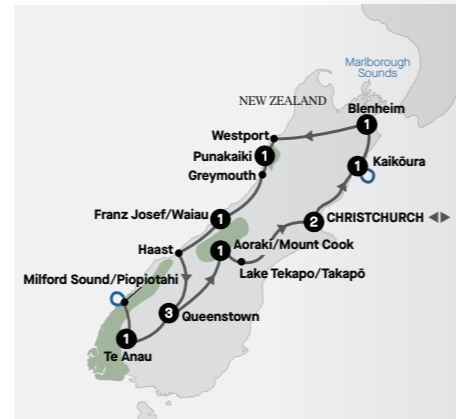 Marlborough
Sounds
NEW ZEALAND
Blenheim
1
Westport
Punakaiki
1
1
Kaikōura
Greymouth
Franz Josef/Waiau
1
2
CHRISTCHURCH
Haast
1
Aoraki/Mount Cook
Lake Tekapo/Takapō
Milford Sound/Piopiotahi
3
Queenstown
1
Te Anau